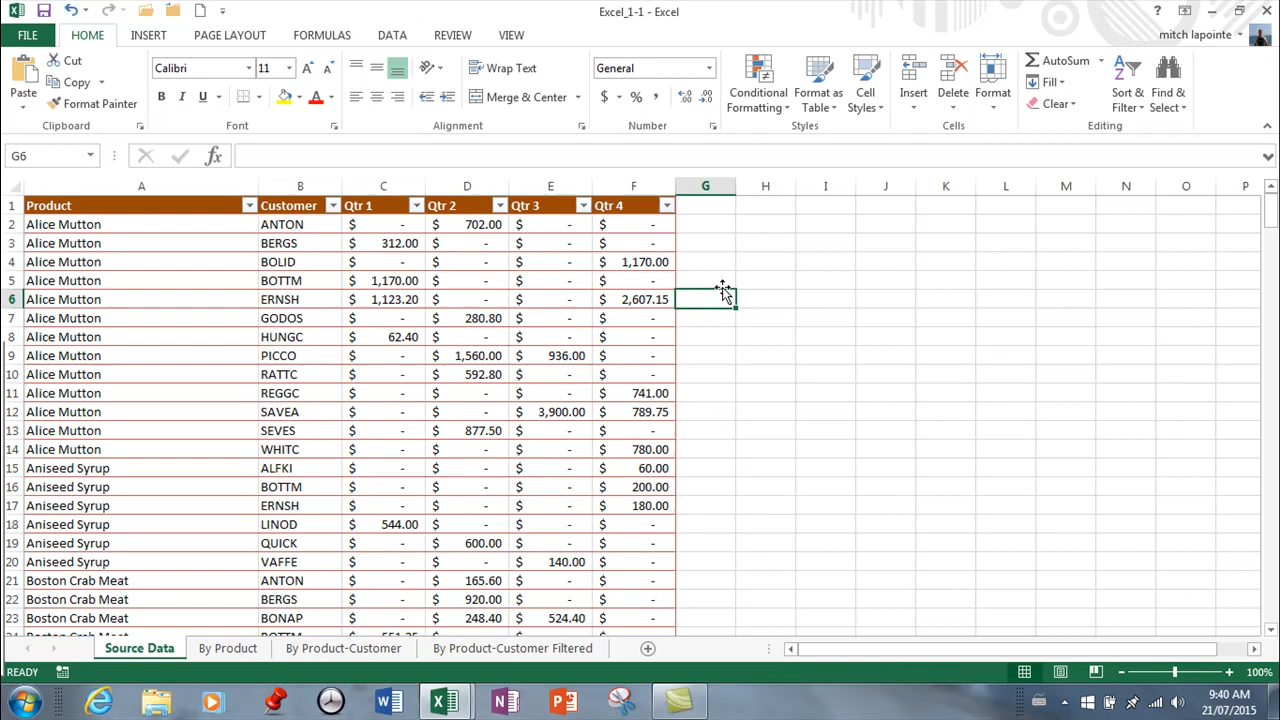 Excel_1-1 - Excel
FILE HOME INSERT PAGE LAYOUT FORMULAS DATA REVIEW VIEW mitch lapointe
Paste Cut Copy Format Painter Calibri 11 B I U A Wrap Text Merge & Center General $ % , Conditional Formatting Format as Table Cell Styles Insert Delete Format AutoSum Fill Clear Sort & Filter Find & Select
Clipboard Font Alignment Number Styles Cells Editing
G6 fx
A B C D E F G H I J K L M N O P
1 Product Customer Qtr 1 Qtr 2 Qtr 3 Qtr 4
2 Alice Mutton ANTON $ - $ 702.00 $ - $ -
3 Alice Mutton BERGS $ 312.00 $ - $ - $ -
4 Alice Mutton BOLID $ - $ - $ - $ 1,170.00
5 Alice Mutton BOTTM $ 1,170.00 $ - $ - $ -
6 Alice Mutton ERNSH $ 1,123.20 $ - $ - $ 2,607.15
7 Alice Mutton GODOS $ - $ 280.80 $ - $ -
8 Alice Mutton HUNGC $ 62.40 $ - $ - $ -
9 Alice Mutton PICCO $ - $ 1,560.00 $ 936.00 $ -
10 Alice Mutton RATTC $ - $ 592.80 $ - $ -
11 Alice Mutton REGGC $ - $ - $ - $ 741.00
12 Alice Mutton SAVEA $ - $ - $ 3,900.00 $ 789.75
13 Alice Mutton SEVES $ - $ 877.50 $ - $ -
14 Alice Mutton WHITC $ - $ - $ - $ 780.00
15 Aniseed Syrup ALFKI $ - $ - $ - $ 60.00
16 Aniseed Syrup BOTTM $ - $ - $ - $ 200.00
17 Aniseed Syrup ERNSH $ - $ - $ - $ 180.00
18 Aniseed Syrup LINOD $ 544.00 $ - $ - $ -
19 Aniseed Syrup QUICK $ - $ 600.00 $ - $ -
20 Aniseed Syrup VAFFE $ - $ - $ 140.00 $ -
21 Boston Crab Meat ANTON $ - $ 165.60 $ - $ -
22 Boston Crab Meat BERGS $ - $ 920.00 $ - $ -
23 Boston Crab Meat BONAP $ - $ 248.40 $ 524.40 $ -
24 Boston Crab Meat BOTTM $ 551.25 $ - $ - $ -
Source Data By Product By Product-Customer By Product-Customer Filtered
READY 100%
9:40 AM
21/07/2015